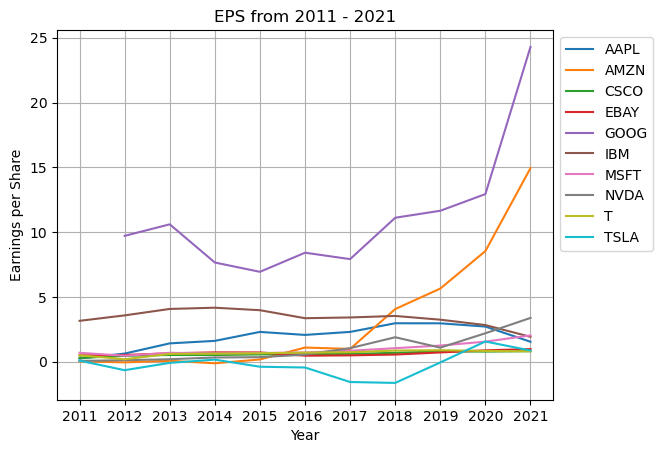 EPS from 2011 - 2021
25
20
15
10
5
0
Earnings per Share
2011 2012 2013 2014 2015 2016 2017 2018 2019 2020 2021
Year
AAPL
AMZN
CSCO
EBAY
GOOG
IBM
MSFT
NVDA
T
TSLA